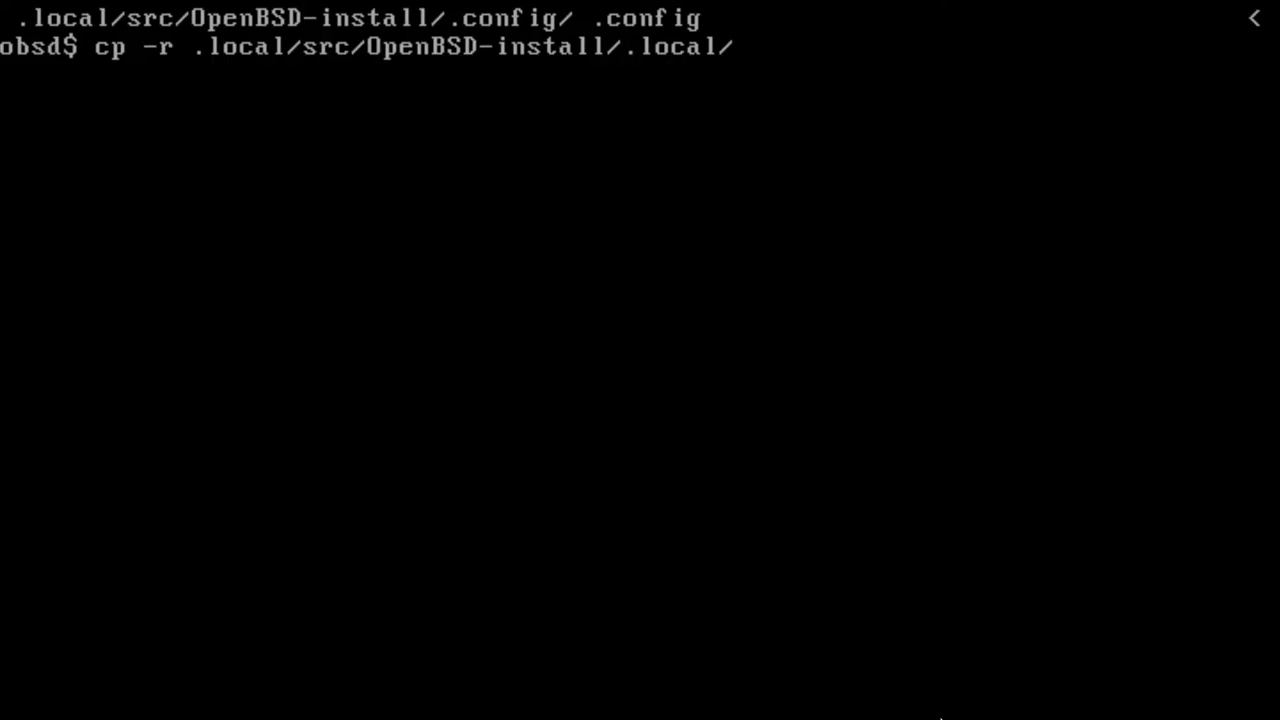 .local/src/OpenBSD-install/.config/ .config <
obsd$ cp -r .local/src/OpenBSD-install/.local/